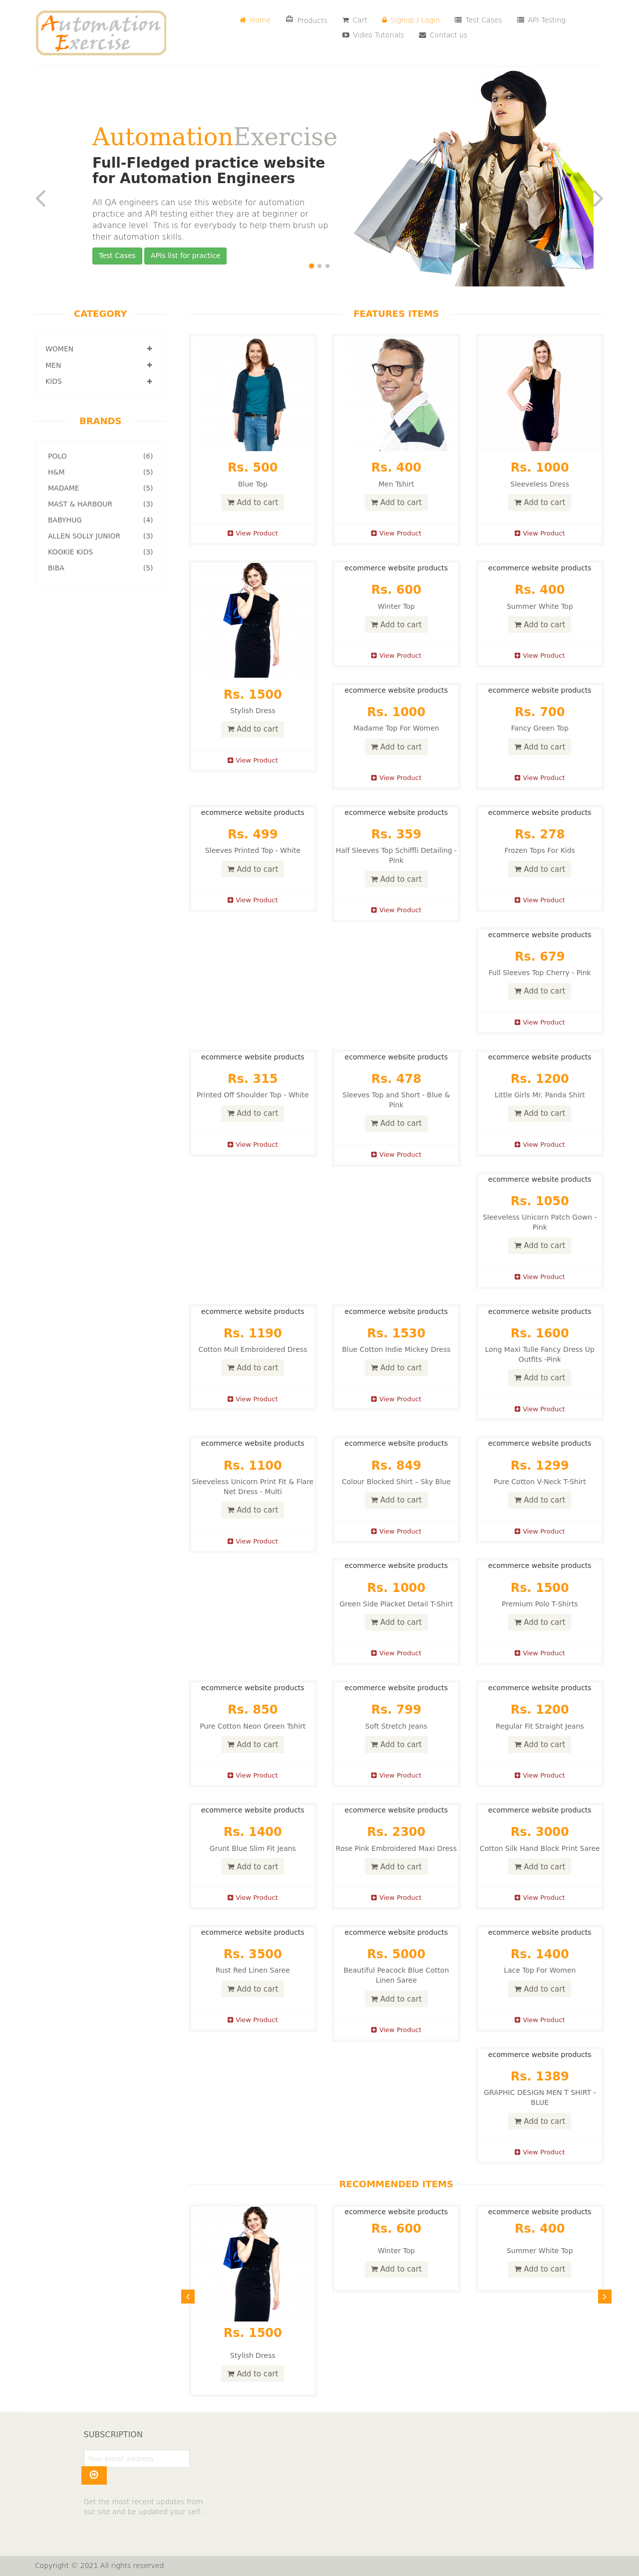 Automation
Exercise
Home
Products
Cart
Signup / Login
Test Cases
API Testing
Video Tutorials
Contact us
AutomationExercise
Full-Fledged practice website
for Automation Engineers
All QA engineers can use this website for automation
practice and API testing either they are at beginner or
advance level. This is for everybody to help them brush up
their automation skills.
Test Cases
APIs list for practice
CATEGORY
WOMEN
MEN
KIDS
BRANDS
POLO (6)
H&M (5)
MADAME (5)
MAST & HARBOUR (3)
BABYHUG (4)
ALLEN SOLLY JUNIOR (3)
KOOKIE KIDS (3)
BIBA (5)
FEATURES ITEMS
Rs. 500
Blue Top
Add to cart
View Product
Rs. 400
Men Tshirt
Add to cart
View Product
Rs. 1000
Sleeveless Dress
Add to cart
View Product
Rs. 1500
Stylish Dress
Add to cart
View Product
ecommerce website products
Rs. 600
Winter Top
Add to cart
View Product
ecommerce website products
Rs. 400
Summer White Top
Add to cart
View Product
ecommerce website products
Rs. 1000
Madame Top For Women
Add to cart
View Product
ecommerce website products
Rs. 700
Fancy Green Top
Add to cart
View Product
ecommerce website products
Rs. 499
Sleeves Printed Top - White
Add to cart
View Product
ecommerce website products
Rs. 359
Half Sleeves Top Schiffli Detailing -
Pink
Add to cart
View Product
ecommerce website products
Rs. 278
Frozen Tops For Kids
Add to cart
View Product
ecommerce website products
Rs. 679
Full Sleeves Top Cherry - Pink
Add to cart
View Product
ecommerce website products
Rs. 315
Printed Off Shoulder Top - White
Add to cart
View Product
ecommerce website products
Rs. 478
Sleeves Top and Short - Blue &
Pink
Add to cart
View Product
ecommerce website products
Rs. 1200
Little Girls Mr. Panda Shirt
Add to cart
View Product
ecommerce website products
Rs. 1050
Sleeveless Unicorn Patch Gown -
Pink
Add to cart
View Product
ecommerce website products
Rs. 1190
Cotton Mull Embroidered Dress
Add to cart
View Product
ecommerce website products
Rs. 1530
Blue Cotton Indie Mickey Dress
Add to cart
View Product
ecommerce website products
Rs. 1600
Long Maxi Tulle Fancy Dress Up
Outfits -Pink
Add to cart
View Product
ecommerce website products
Rs. 1100
Sleeveless Unicorn Print Fit & Flare
Net Dress - Multi
Add to cart
View Product
ecommerce website products
Rs. 849
Colour Blocked Shirt – Sky Blue
Add to cart
View Product
ecommerce website products
Rs. 1299
Pure Cotton V-Neck T-Shirt
Add to cart
View Product
ecommerce website products
Rs. 1000
Green Side Placket Detail T-Shirt
Add to cart
View Product
ecommerce website products
Rs. 1500
Premium Polo T-Shirts
Add to cart
View Product
ecommerce website products
Rs. 850
Pure Cotton Neon Green Tshirt
Add to cart
View Product
ecommerce website products
Rs. 799
Soft Stretch Jeans
Add to cart
View Product
ecommerce website products
Rs. 1200
Regular Fit Straight Jeans
Add to cart
View Product
ecommerce website products
Rs. 1400
Grunt Blue Slim Fit Jeans
Add to cart
View Product
ecommerce website products
Rs. 2300
Rose Pink Embroidered Maxi Dress
Add to cart
View Product
ecommerce website products
Rs. 3000
Cotton Silk Hand Block Print Saree
Add to cart
View Product
ecommerce website products
Rs. 3500
Rust Red Linen Saree
Add to cart
View Product
ecommerce website products
Rs. 5000
Beautiful Peacock Blue Cotton
Linen Saree
Add to cart
View Product
ecommerce website products
Rs. 1400
Lace Top For Women
Add to cart
View Product
ecommerce website products
Rs. 1389
GRAPHIC DESIGN MEN T SHIRT -
BLUE
Add to cart
View Product
RECOMMENDED ITEMS
Rs. 1500
Stylish Dress
Add to cart
ecommerce website products
Rs. 600
Winter Top
Add to cart
ecommerce website products
Rs. 400
Summer White Top
Add to cart
SUBSCRIPTION
Your email address
Get the most recent updates from
our site and be updated your self...
Copyright © 2021 All rights reserved